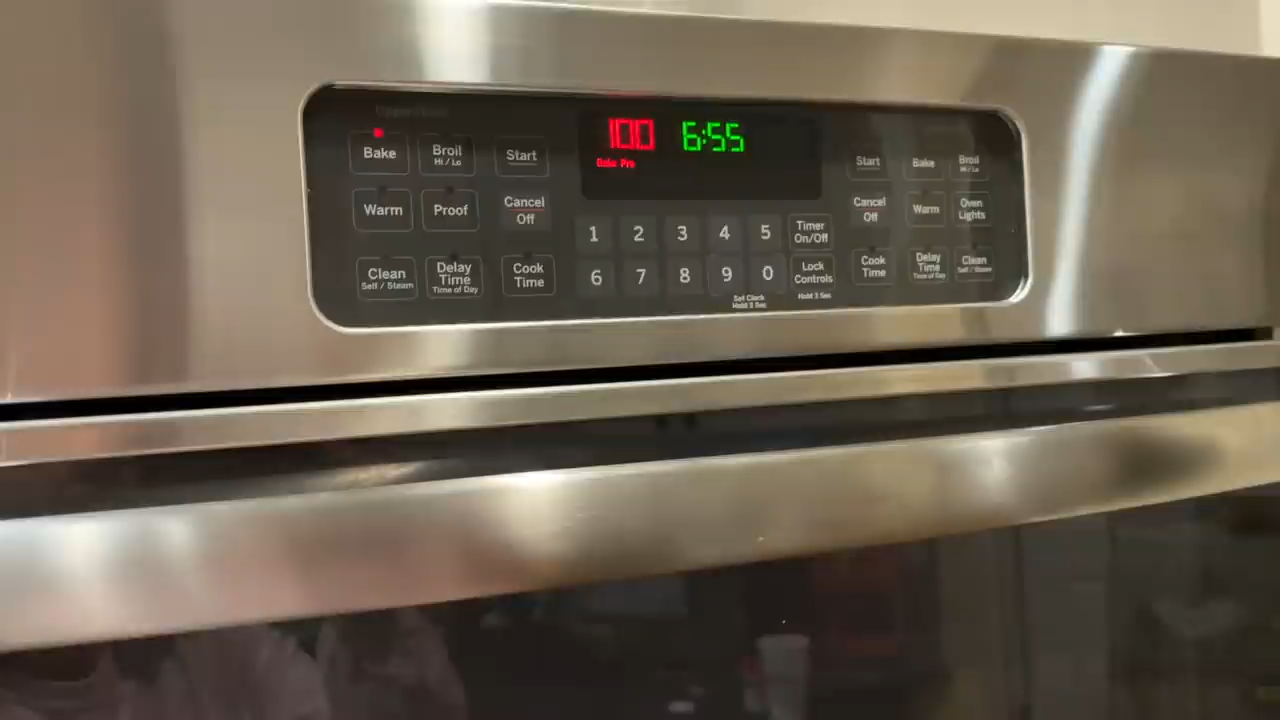 Upper Oven
Bake
Broil
Hi / Lo
Start
Warm
Proof
Cancel
Off
Clean
Self / Steam
Delay
Time
Time of Day
Cook
Time
100 6:55
Bake Pre
1 2 3 4 5
Timer
On/Off
6 7 8 9 0
Lock
Controls
Set Clock
Hold 3 Sec
Hold 3 Sec
Start
Bake
Broil
Hi / Lo
Cancel
Off
Warm
Oven
Lights
Cook
Time
Delay
Time
Time of Day
Clean
Self / Steam